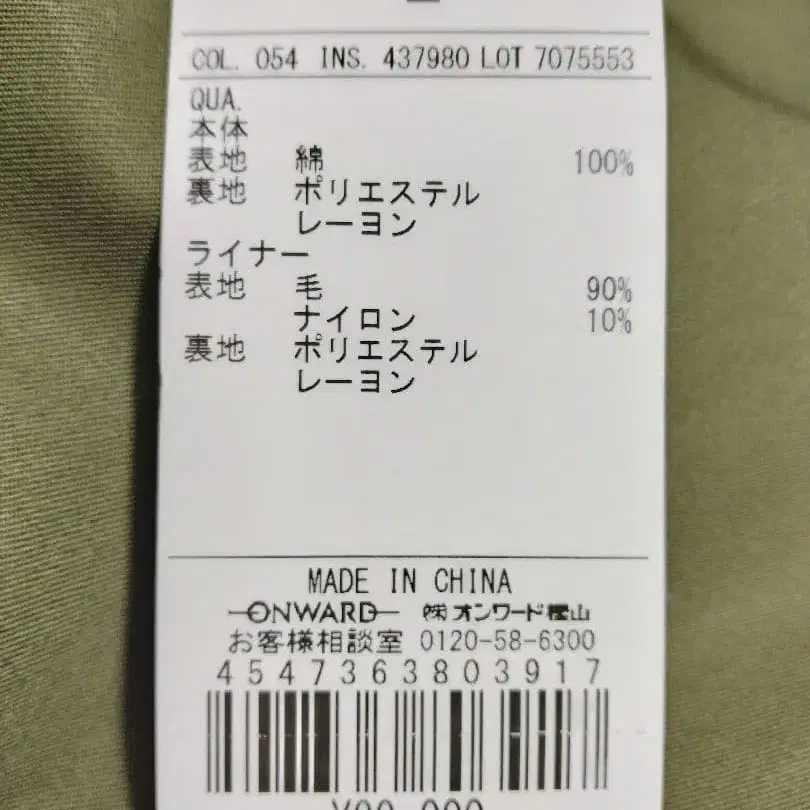 COL. 054 INS. 437980 LOT 7075553
QUA.
本体
表地 綿 100%
裏地 ポリエステル
レーヨン
ライナー
表地 毛 90%
ナイロン 10%
裏地 ポリエステル
レーヨン
MADE IN CHINA
ONWARD ㈱オンワード樫山
お客様相談室 0120-58-6300
4547363803917